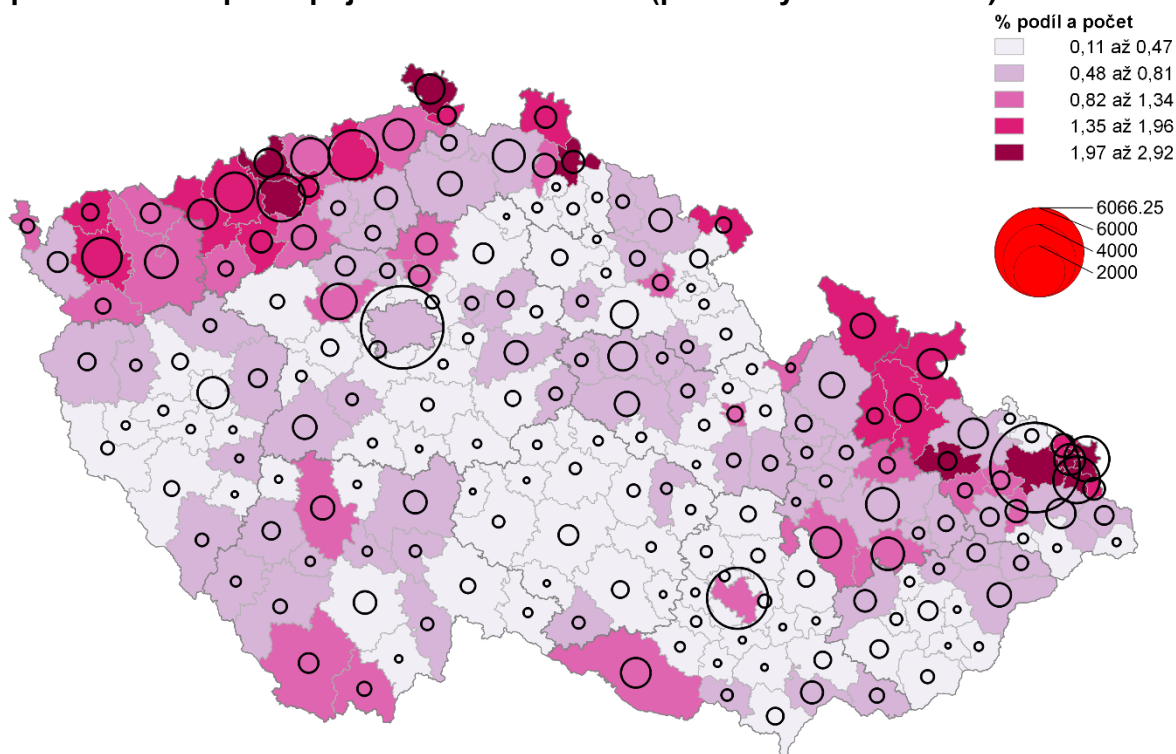 % podíl a počet
0,11 až 0,47
0,48 až 0,81
0,82 až 1,34
1,35 až 1,96
1,97 až 2,92
6066.25
6000
4000
2000